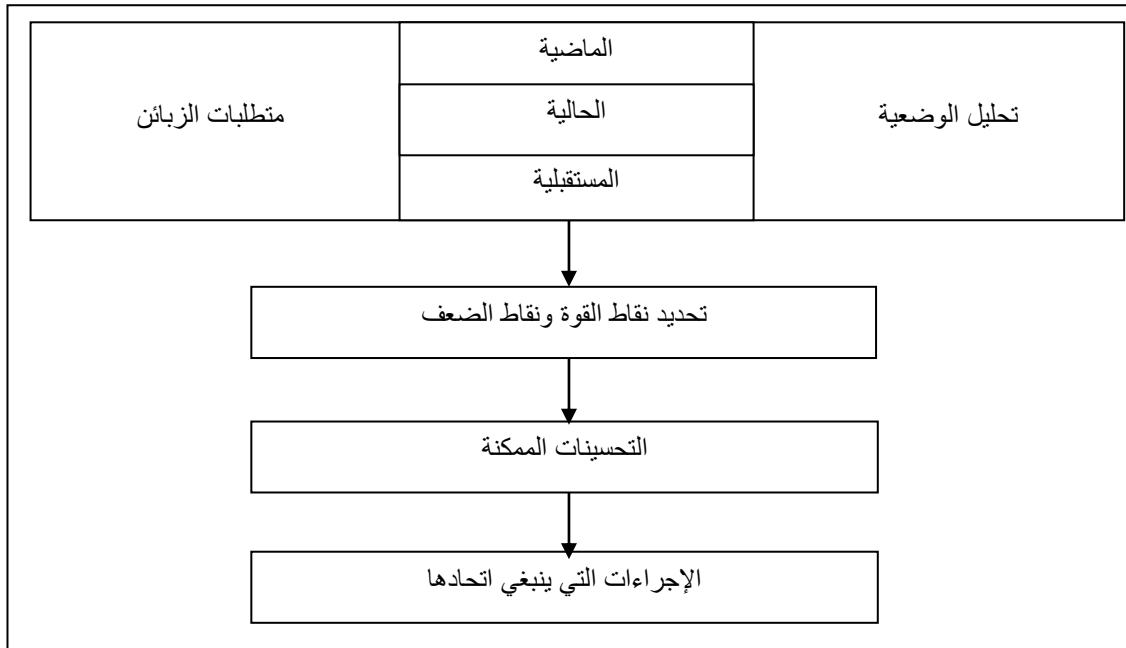 تحليل الوضعية
الماضية
الحالية
المستقبلية
متطلبات الزبائن
تحديد نقاط القوة ونقاط الضعف
التحسينات الممكنة
الإجراءات التي ينبغي اتحادها